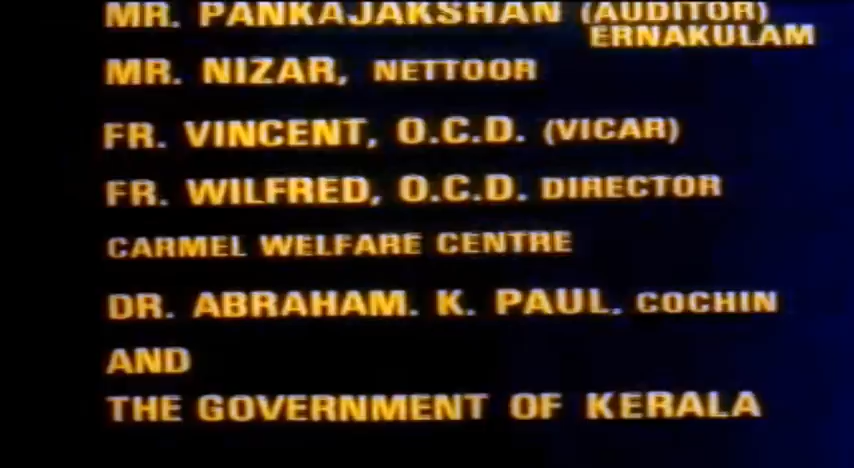 MR. PANKAJAKSHAN (AUDITOR)
ERNAKULAM
MR. NIZAR, NETTOOR
FR. VINCENT, O.C.D. (VICAR)
FR. WILFRED, O.C.D. DIRECTOR
CARMEL WELFARE CENTRE
DR. ABRAHAM. K. PAUL, COCHIN
AND
THE GOVERNMENT OF KERALA